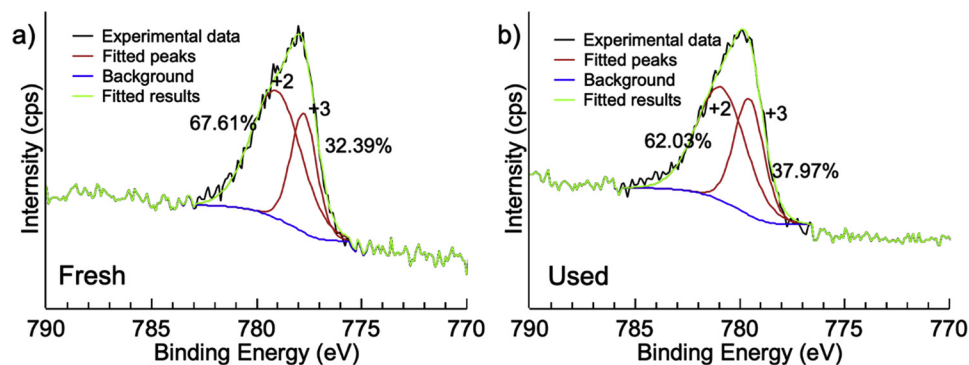 a)
Experimental data
Fitted peaks
Background
Fitted results
+2
+3
67.61%
32.39%
Fresh
Internsity (cps)
790 785 780 775 770
Binding Energy (eV)
b)
Experimental data
Fitted peaks
Background
Fitted results
+2
+3
62.03%
37.97%
Used
Internsity (cps)
790 785 780 775 770
Binding Energy (eV)